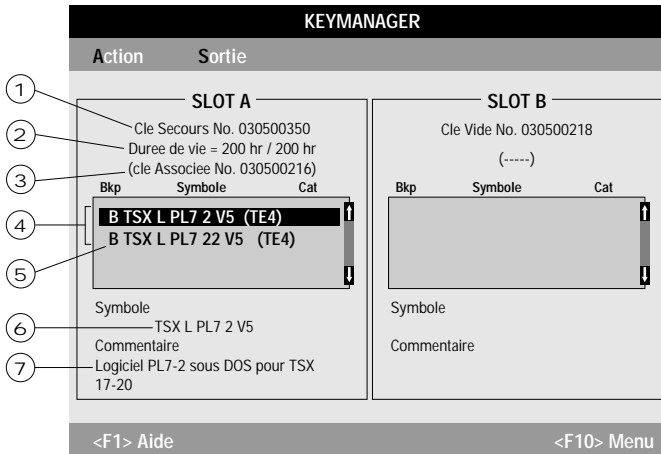 KEYMANAGER
Action Sortie
SLOT A
1 Cle Secours No. 030500350
2 Duree de vie = 200 hr / 200 hr
3 (cle Associee No. 030500216)
Bkp Symbole Cat
4 B TSX L PL7 2 V5 (TE4)
5 B TSX L PL7 22 V5 (TE4)
Symbole
6 TSX L PL7 2 V5
Commentaire
7 Logiciel PL7-2 sous DOS pour TSX
17-20
SLOT B
Cle Vide No. 030500218
(-----)
Bkp Symbole Cat
Symbole
Commentaire
<F1> Aide <F10> Menu